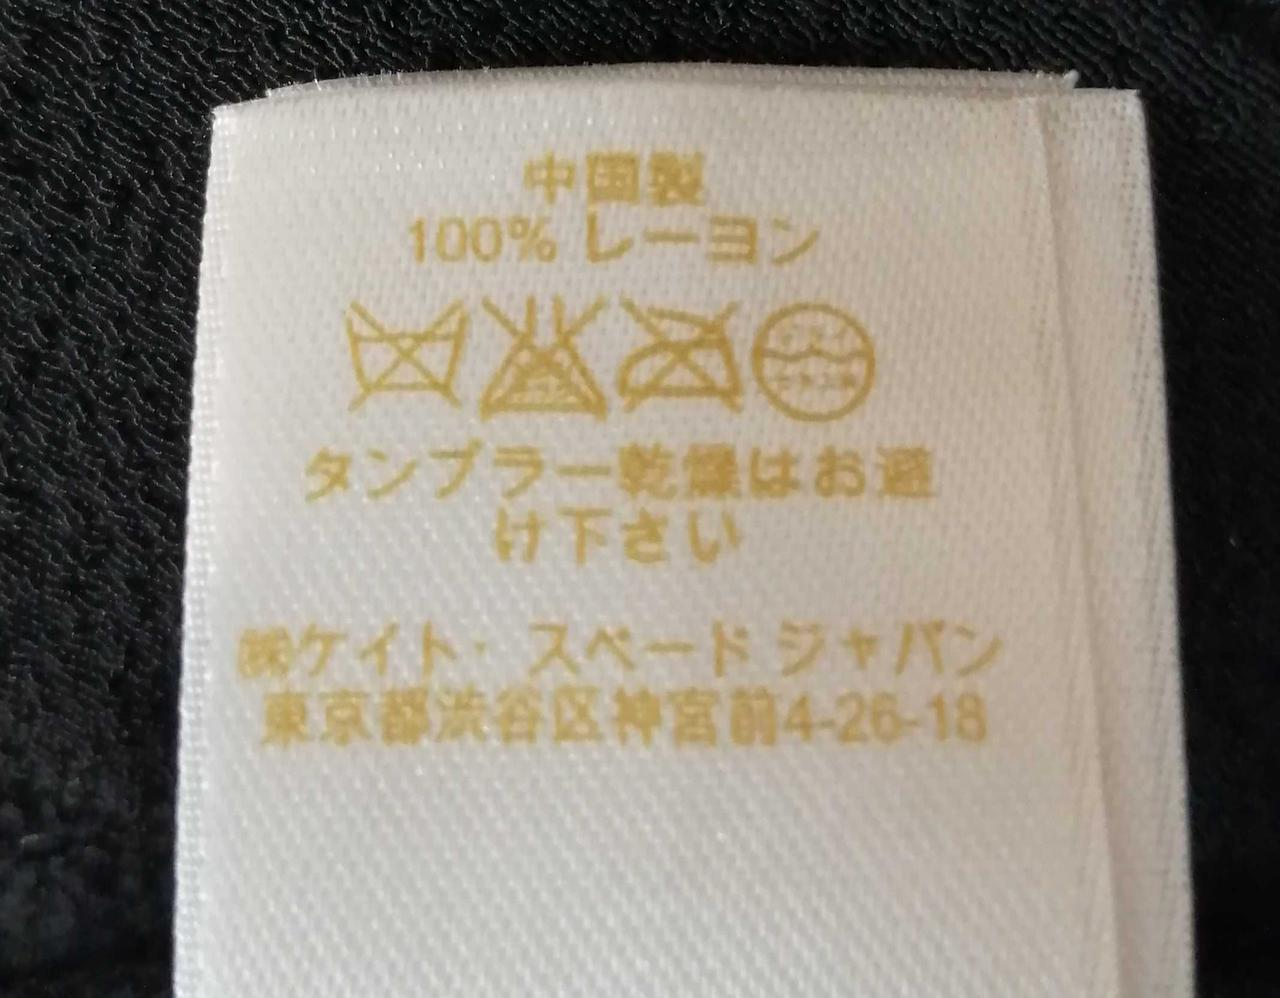 中国製
100% レーヨン
タンブラー乾燥はお避
け下さい
㈱ケイト・スペード ジャパン
東京都渋谷区神宮前4-26-18